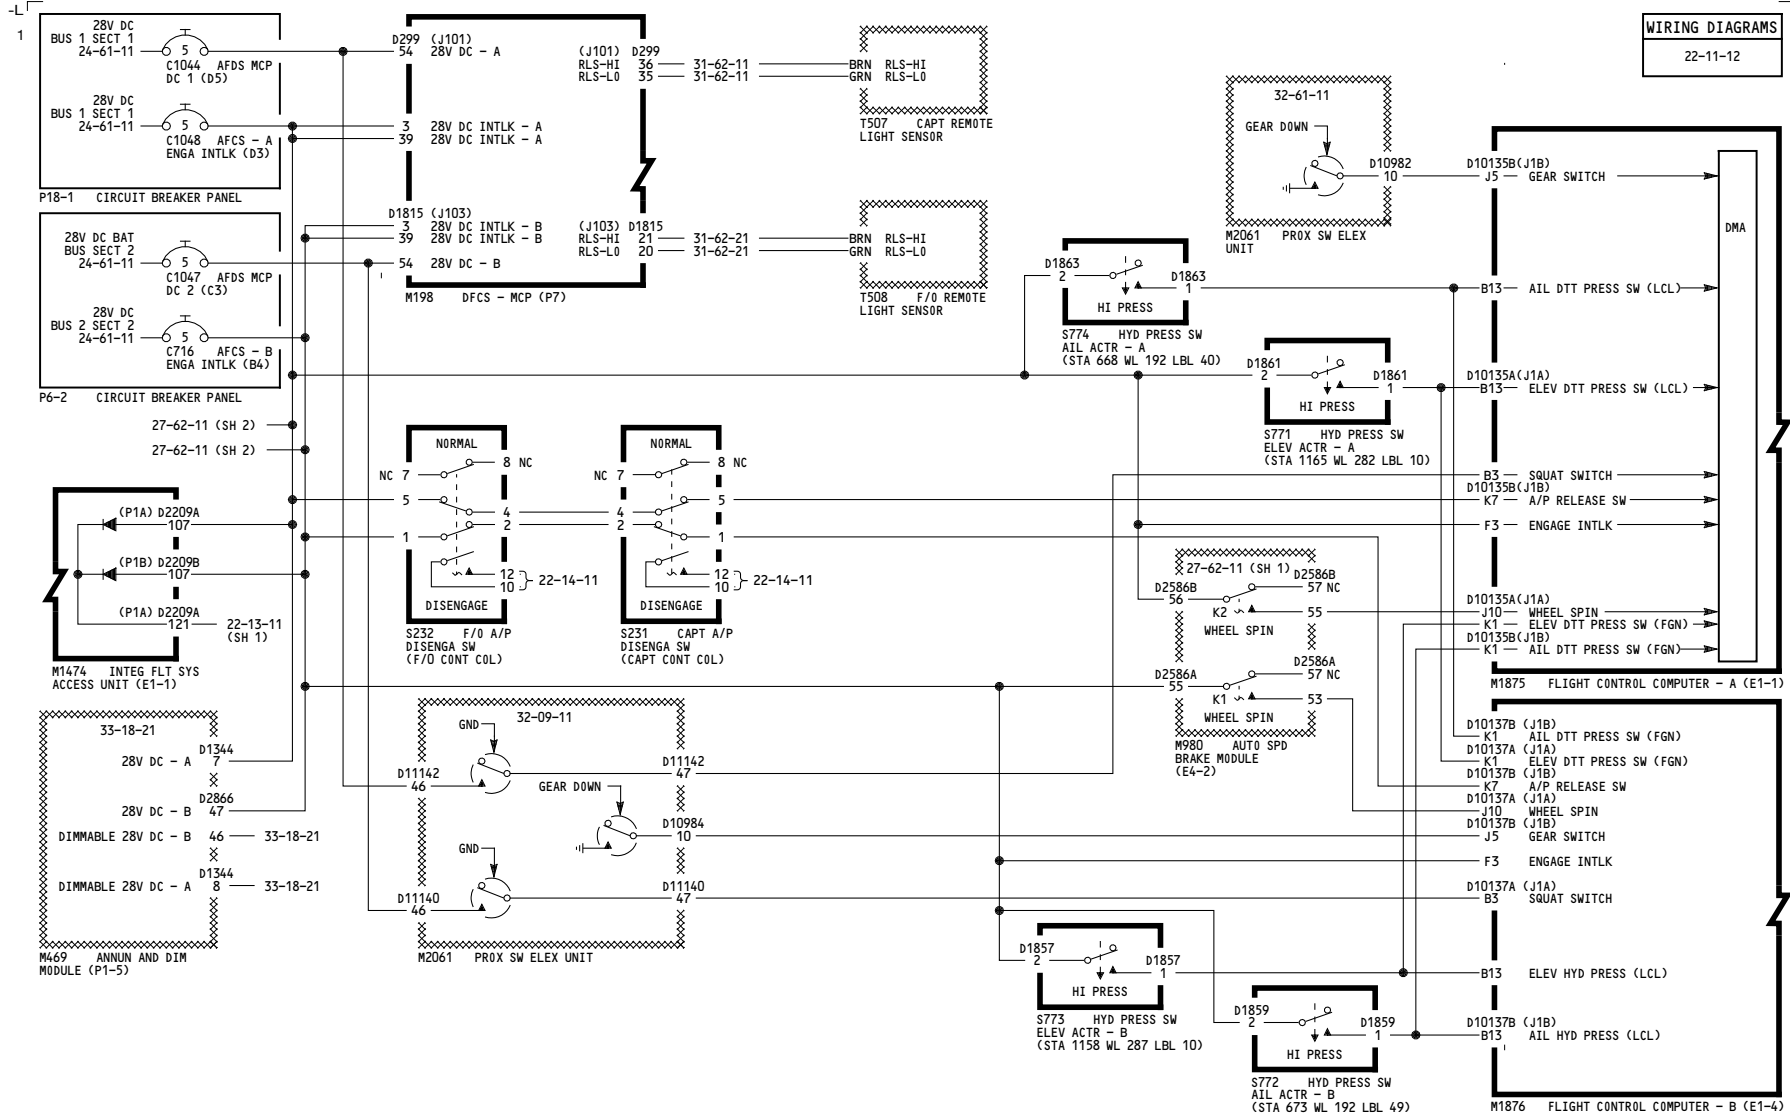 -L
1
WIRING DIAGRAMS
22-11-12
28V DC
BUS 1 SECT 1
24-61-11
5
C1044 AFDS MCP
DC 1 (D5)
28V DC
BUS 1 SECT 1
24-61-11
5
C1048 AFCS – A
ENGA INTLK (D3)
P18-1 CIRCUIT BREAKER PANEL
28V DC BAT
BUS SECT 2
24-61-11
5
C1047 AFDS MCP
DC 2 (C3)
28V DC
BUS 2 SECT 2
24-61-11
5
C716 AFCS – B
ENGA INTLK (B4)
P6-2 CIRCUIT BREAKER PANEL
27-62-11 (SH 2)
27-62-11 (SH 2)
D299 (J101)
54 28V DC – A
3 28V DC INTLK – A
39 28V DC INTLK – A
D1815 (J103)
3 28V DC INTLK – B
39 28V DC INTLK – B
54 28V DC – B
(J101) D299
RLS-HI 36 31-62-11
RLS-LO 35 31-62-11
(J103) D1815
RLS-HI 21 31-62-21
RLS-LO 20 31-62-21
M198 DFCS – MCP (P7)
BRN RLS-HI
GRN RLS-LO
T507 CAPT REMOTE
LIGHT SENSOR
BRN RLS-HI
GRN RLS-LO
T508 F/O REMOTE
LIGHT SENSOR
32-61-11
GEAR DOWN
D10982
10
M2061 PROX SW ELEX
UNIT
D1863
2
D1863
1
HI PRESS
S774 HYD PRESS SW
AIL ACTR – A
(STA 668 WL 192 LBL 40)
D1861
2
D1861
1
HI PRESS
S771 HYD PRESS SW
ELEV ACTR – A
(STA 1165 WL 282 LBL 10)
D10135B(J1B)
J5 GEAR SWITCH
DMA
B13 AIL DTT PRESS SW (LCL)
D10135A(J1A)
B13 ELEV DTT PRESS SW (LCL)
B3 SQUAT SWITCH
D10135B(J1B)
K7 A/P RELEASE SW
F3 ENGAGE INTLK
D10135A(J1A)
J10 WHEEL SPIN
K1 ELEV DTT PRESS SW (FGN)
D10135B(J1B)
K1 AIL DTT PRESS SW (FGN)
M1875 FLIGHT CONTROL COMPUTER – A (E1-1)
NORMAL
NC 7
8 NC
5
4
2
1
12
10
22-14-11
DISENGAGE
S232 F/O A/P
DISENGA SW
(F/O CONT COL)
NORMAL
NC 7
8 NC
4
5
2
1
12
10
22-14-11
DISENGAGE
S231 CAPT A/P
DISENGA SW
(CAPT CONT COL)
(P1A) D2209A
107
(P1B) D2209B
107
(P1A) D2209A
121 22-13-11
(SH 1)
M1474 INTEG FLT SYS
ACCESS UNIT (E1-1)
27-62-11 (SH 1)
D2586B
56
D2586B
57 NC
K2
55
WHEEL SPIN
D2586A
55
D2586A
57 NC
K1
53
WHEEL SPIN
M980 AUTO SPD
BRAKE MODULE
(E4-2)
33-18-21
D1344
28V DC – A 7
D2866
28V DC – B 47
DIMMABLE 28V DC – B 46 33-18-21
D1344
DIMMABLE 28V DC – A 8 33-18-21
M469 ANNUN AND DIM
MODULE (P1-5)
32-09-11
GND
D11142
46
D11142
47
GEAR DOWN
D10984
10
GND
D11140
46
D11140
47
M2061 PROX SW ELEX UNIT
D1857
2
D1857
1
HI PRESS
S773 HYD PRESS SW
ELEV ACTR – B
(STA 1158 WL 287 LBL 10)
D1859
2
D1859
1
HI PRESS
S772 HYD PRESS SW
AIL ACTR – B
(STA 673 WL 192 LBL 49)
D10137B (J1B)
K1 AIL DTT PRESS SW (FGN)
D10137A (J1A)
K1 ELEV DTT PRESS SW (FGN)
D10137B (J1B)
K7 A/P RELEASE SW
D10137A (J1A)
J10 WHEEL SPIN
D10137B (J1B)
J5 GEAR SWITCH
F3 ENGAGE INTLK
D10137A (J1A)
B3 SQUAT SWITCH
B13 ELEV HYD PRESS (LCL)
D10137B (J1B)
B13 AIL HYD PRESS (LCL)
M1876 FLIGHT CONTROL COMPUTER – B (E1-4)